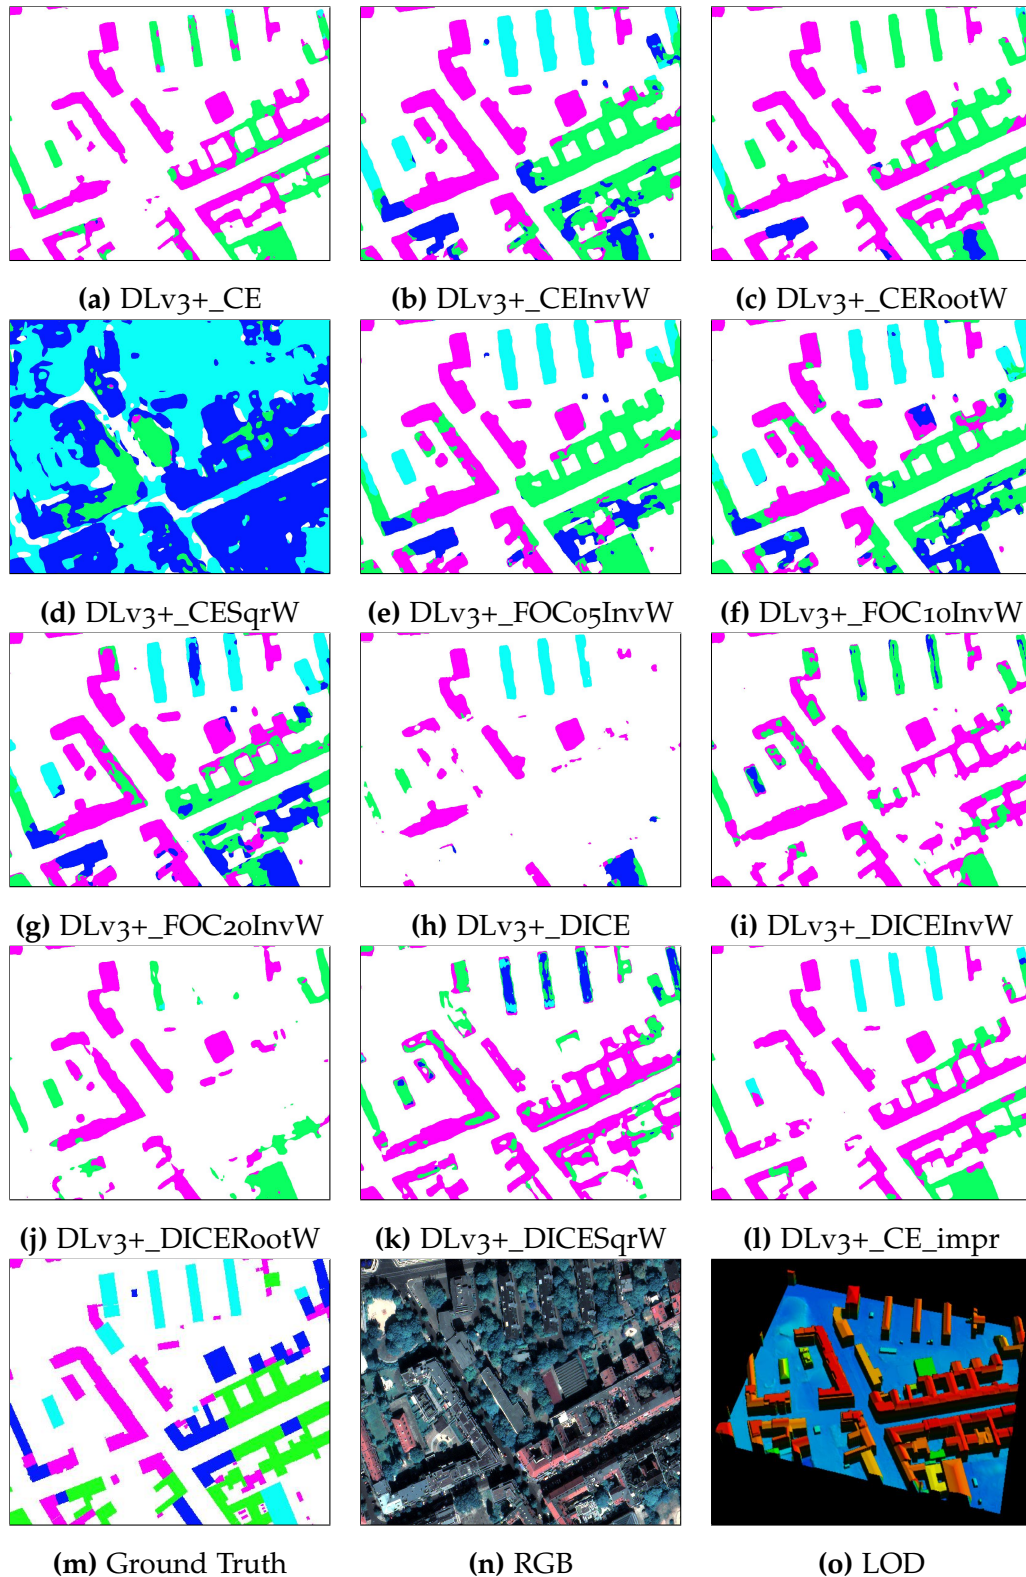 (a) DLv3+_CE
(b) DLv3+_CEInvW
(c) DLv3+_CERootW
(d) DLv3+_CESqrW
(e) DLv3+_FOC05InvW
(f) DLv3+_FOC10InvW
(g) DLv3+_FOC20InvW
(h) DLv3+_DICE
(i) DLv3+_DICEInvW
(j) DLv3+_DICERootW
(k) DLv3+_DICESqrW
(l) DLv3+_CE_impr
(m) Ground Truth
(n) RGB
(o) LOD